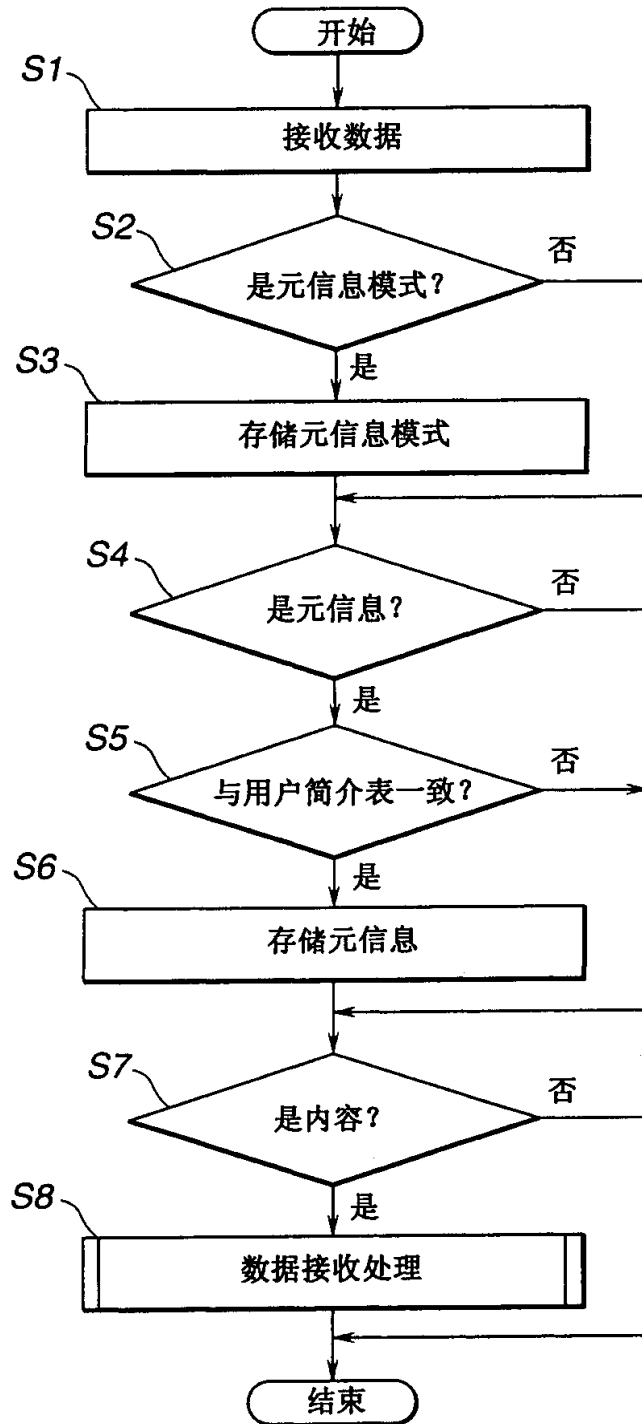 开始
S1
接收数据
S2
是元信息模式?
否
是
S3
存储元信息模式
S4
是元信息?
否
是
S5
与用户简介表一致?
否
是
S6
存储元信息
S7
是内容?
否
是
S8
数据接收处理
结束